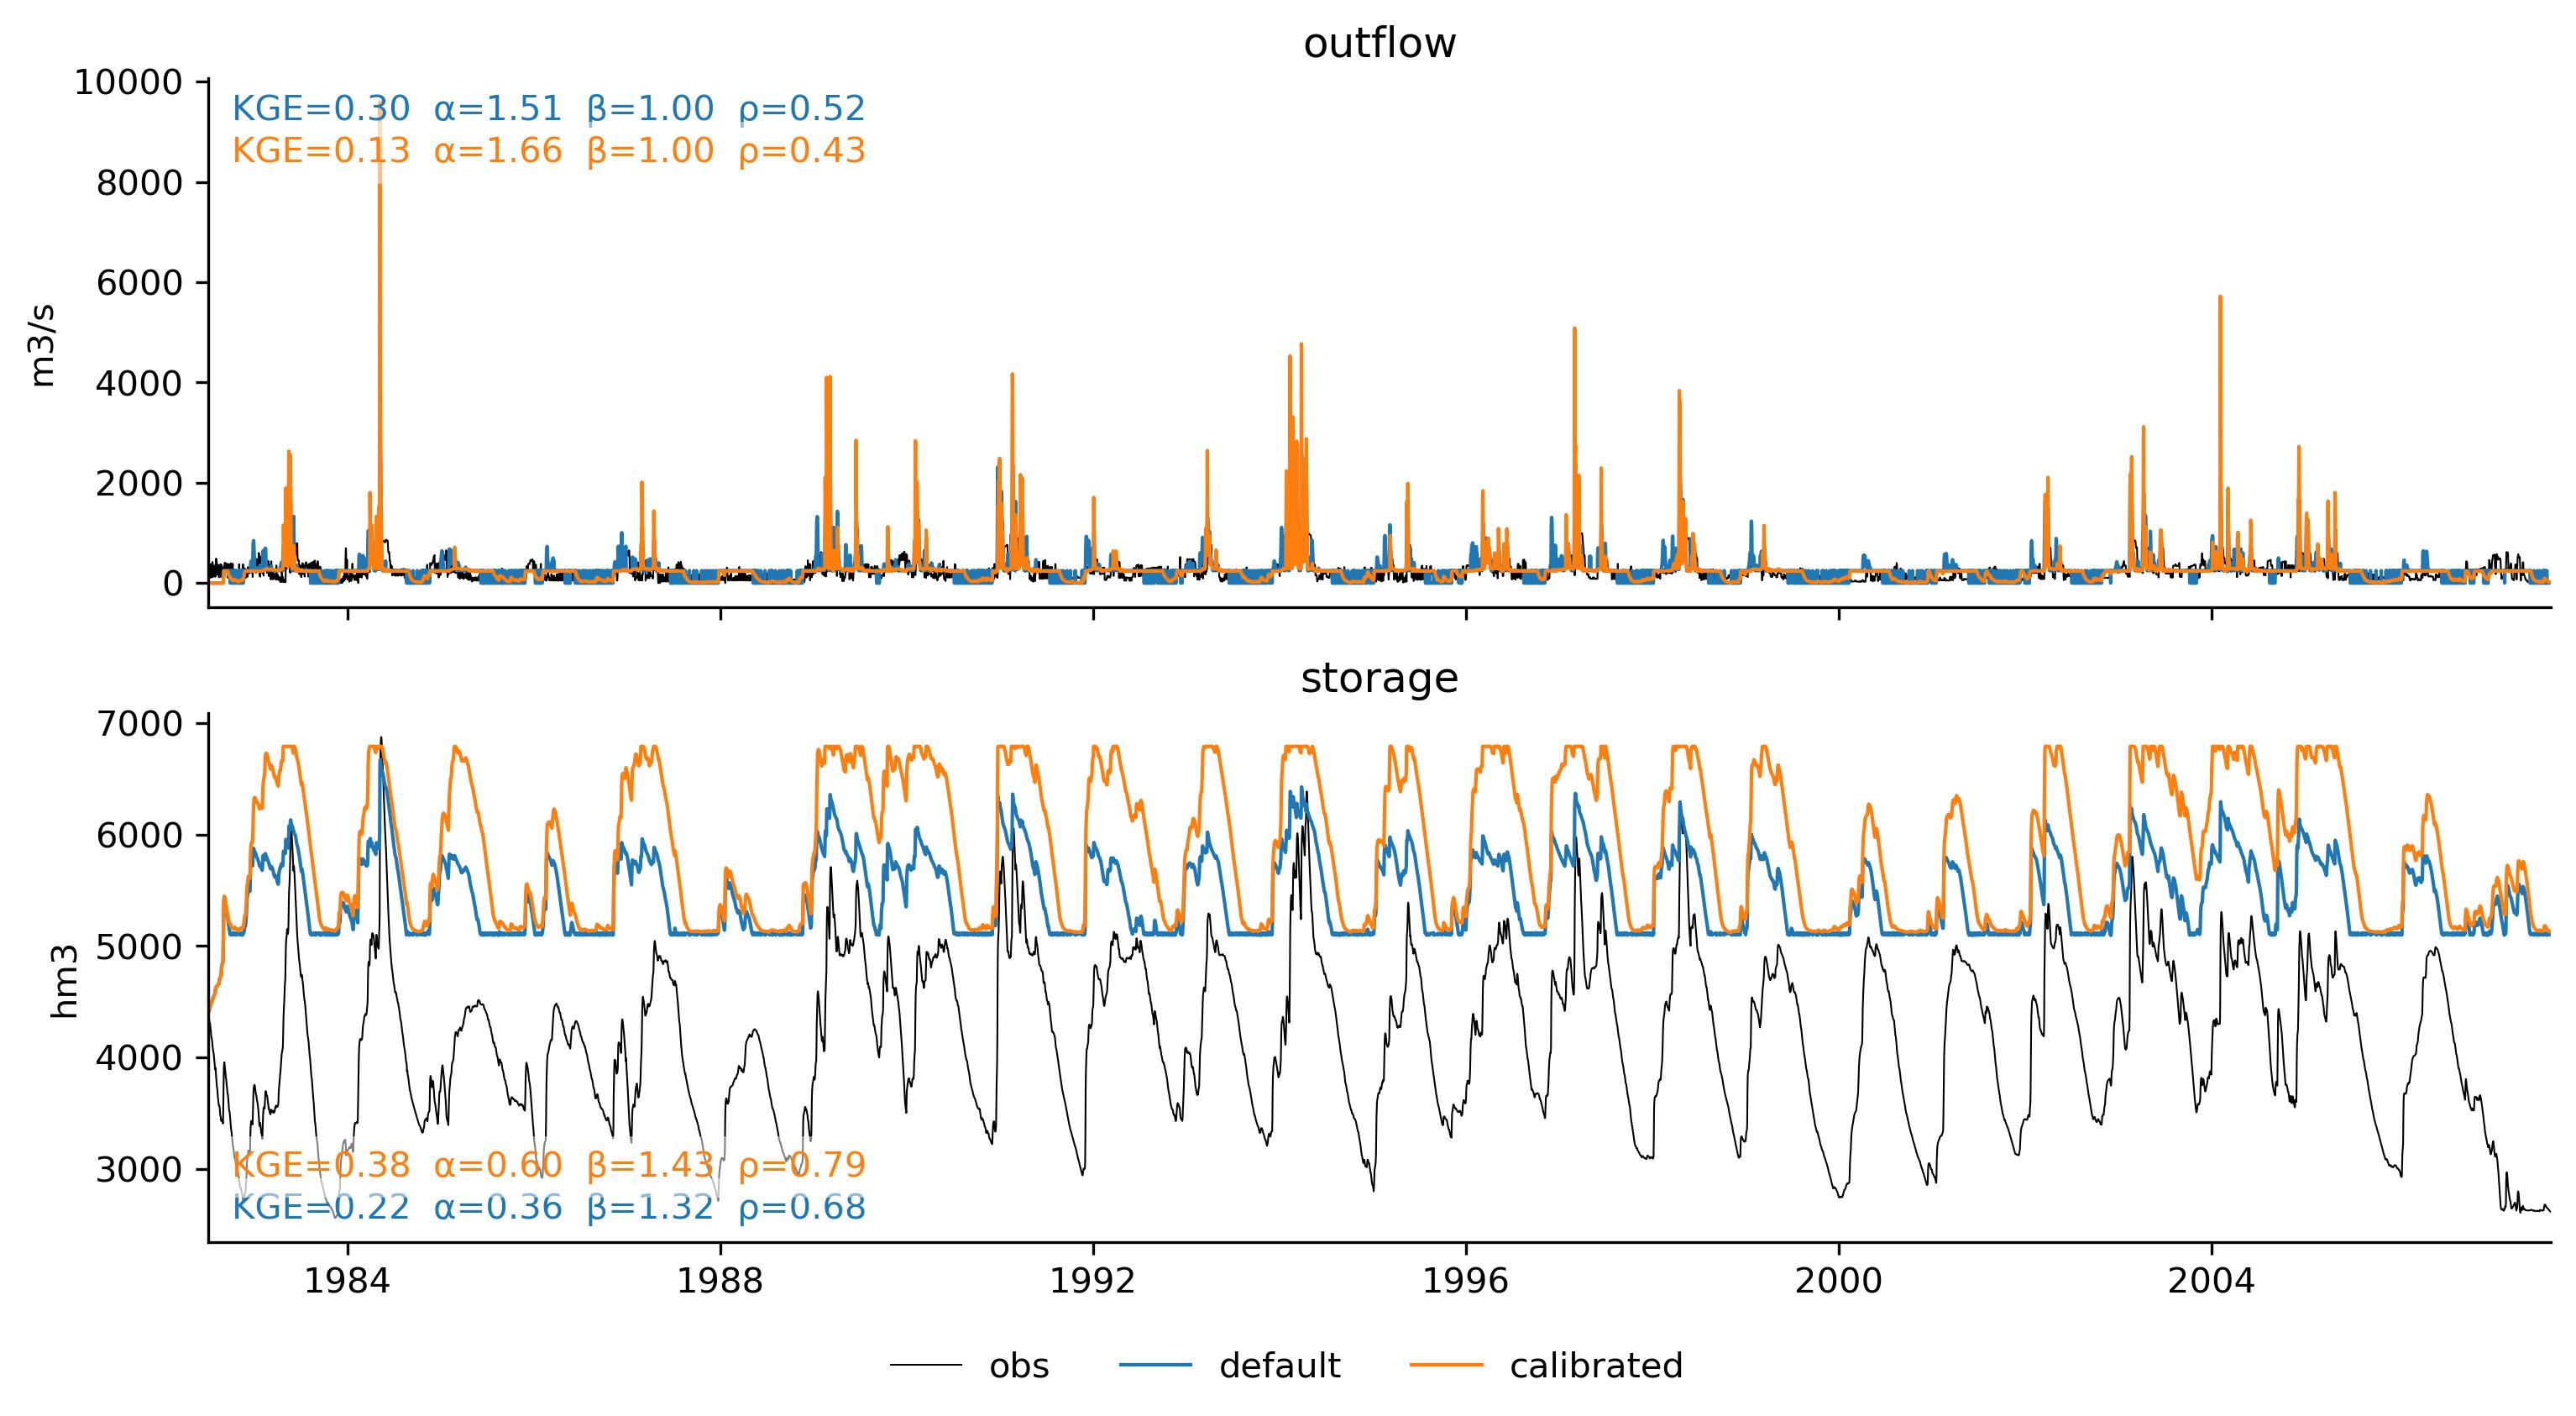 outflow
10000
8000
6000
4000
2000
0
m3/s
KGE=0.30 α=1.51 β=1.00 ρ=0.52
KGE=0.13 α=1.66 β=1.00 ρ=0.43
storage
7000
6000
5000
4000
3000
hm3
KGE=0.38 α=0.60 β=1.43 ρ=0.79
KGE=0.22 α=0.36 β=1.32 ρ=0.68
1984 1988 1992 1996 2000 2004
obs default calibrated